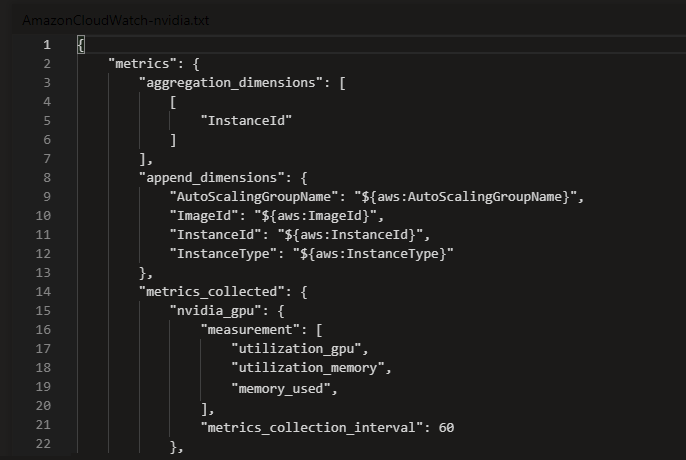 AmazonCloudWatch-nvidia.txt
1 {
2 "metrics": {
3 "aggregation_dimensions": [
4 [
5 "InstanceId"
6 ]
7 ],
8 "append_dimensions": {
9 "AutoScalingGroupName": "${aws:AutoScalingGroupName}",
10 "ImageId": "${aws:ImageId}",
11 "InstanceId": "${aws:InstanceId}",
12 "InstanceType": "${aws:InstanceType}"
13 },
14 "metrics_collected": {
15 "nvidia_gpu": {
16 "measurement": [
17 "utilization_gpu",
18 "utilization_memory",
19 "memory_used",
20 ],
21 "metrics_collection_interval": 60
22 },